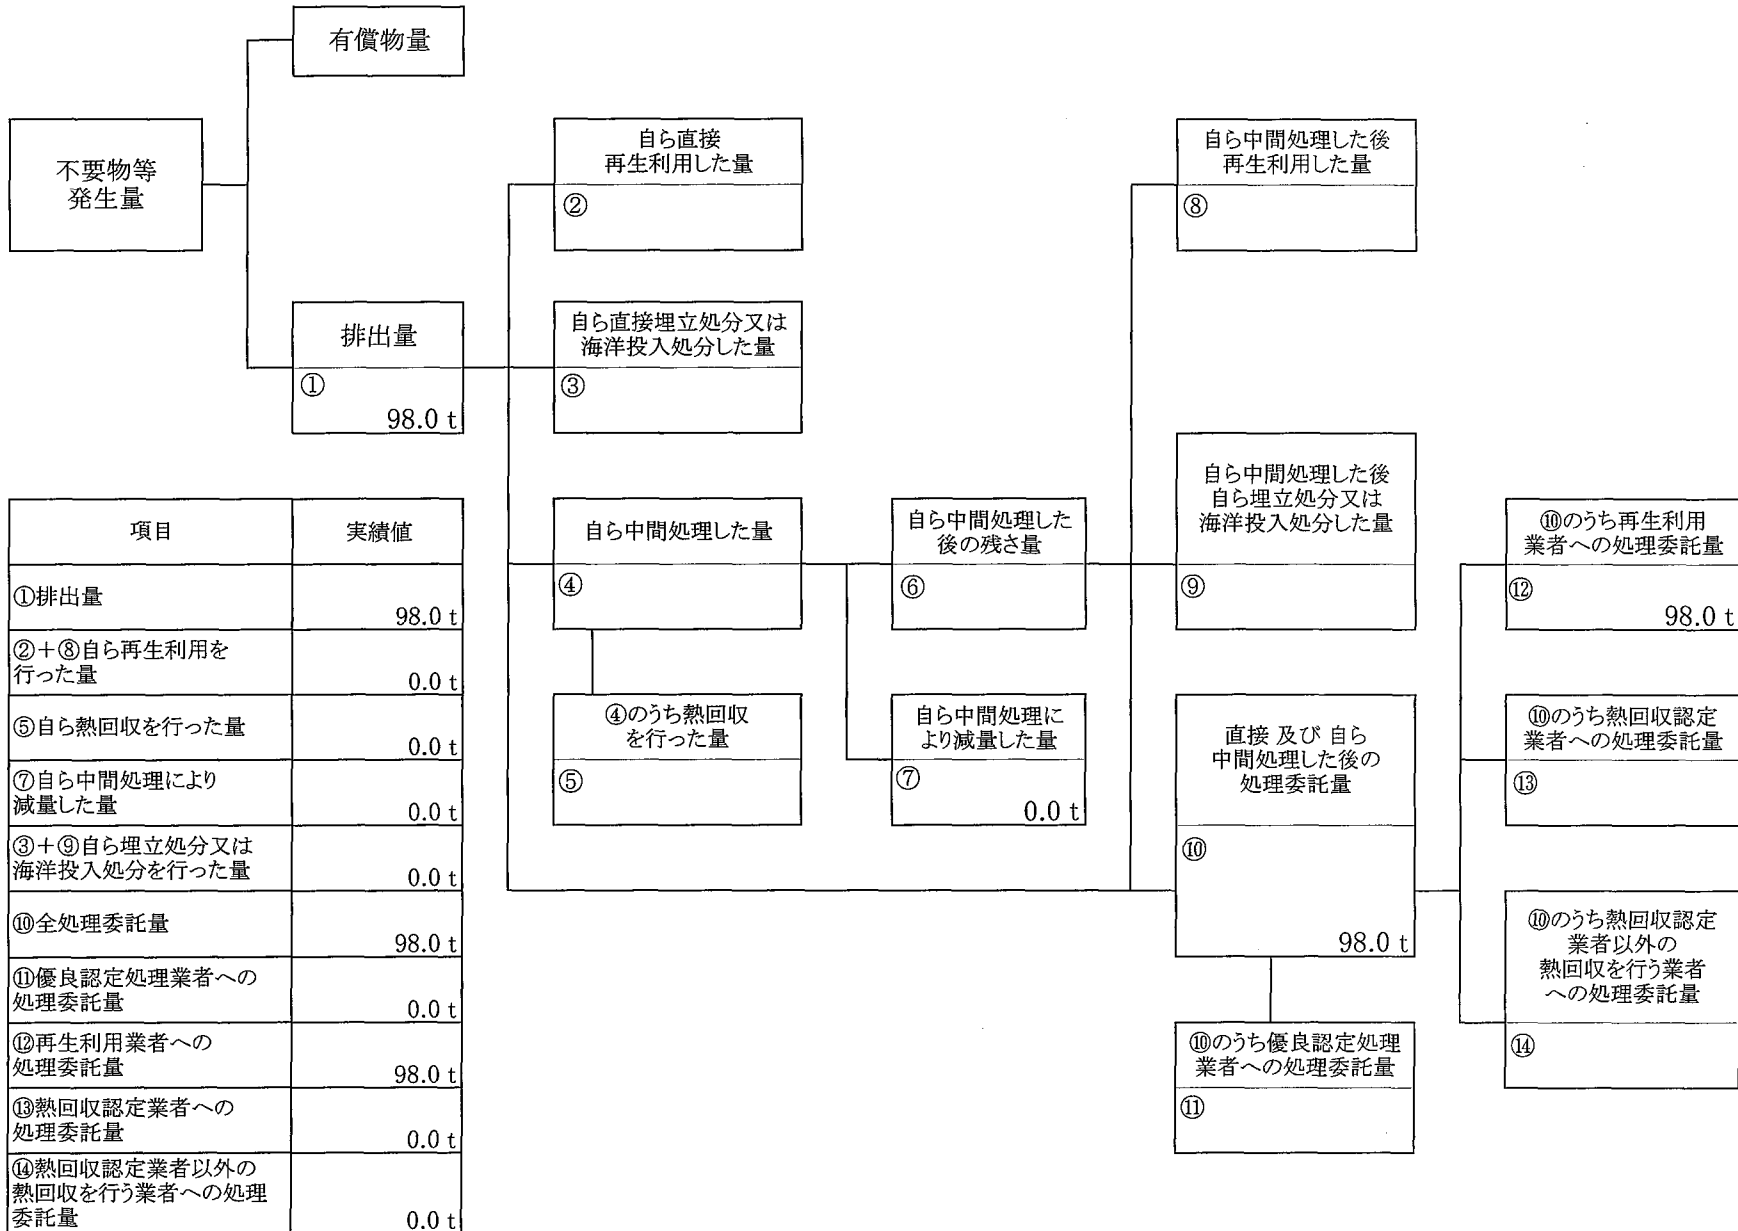 有償物量
不要物等
発生量
排出量
①
98.0 t
自ら直接
再生利用した量
②
自ら直接埋立処分又は
海洋投入処分した量
③
自ら中間処理した量
④
④のうち熱回収
を行った量
⑤
自ら中間処理した
後の残さ量
⑥
自ら中間処理に
より減量した量
⑦
0.0 t
自ら中間処理した後
再生利用した量
⑧
自ら中間処理した後
自ら埋立処分又は
海洋投入処分した量
⑨
直接 及び 自ら
中間処理した後の
処理委託量
⑩
98.0 t
⑩のうち優良認定処理
業者への処理委託量
⑪
⑩のうち再生利用
業者への処理委託量
⑫
98.0 t
⑩のうち熱回収認定
業者への処理委託量
⑬
⑩のうち熱回収認定
業者以外の
熱回収を行う業者
への処理委託量
⑭
項目 実績値
①排出量
98.0 t
②+⑧自ら再生利用を
行った量
0.0 t
⑤自ら熱回収を行った量
0.0 t
⑦自ら中間処理により
減量した量
0.0 t
③+⑨自ら埋立処分又は
海洋投入処分を行った量
0.0 t
⑩全処理委託量
98.0 t
⑪優良認定処理業者への
処理委託量
0.0 t
⑫再生利用業者への
処理委託量
98.0 t
⑬熱回収認定業者への
処理委託量
0.0 t
⑭熱回収認定業者以外の
熱回収を行う業者への処理
委託量
0.0 t